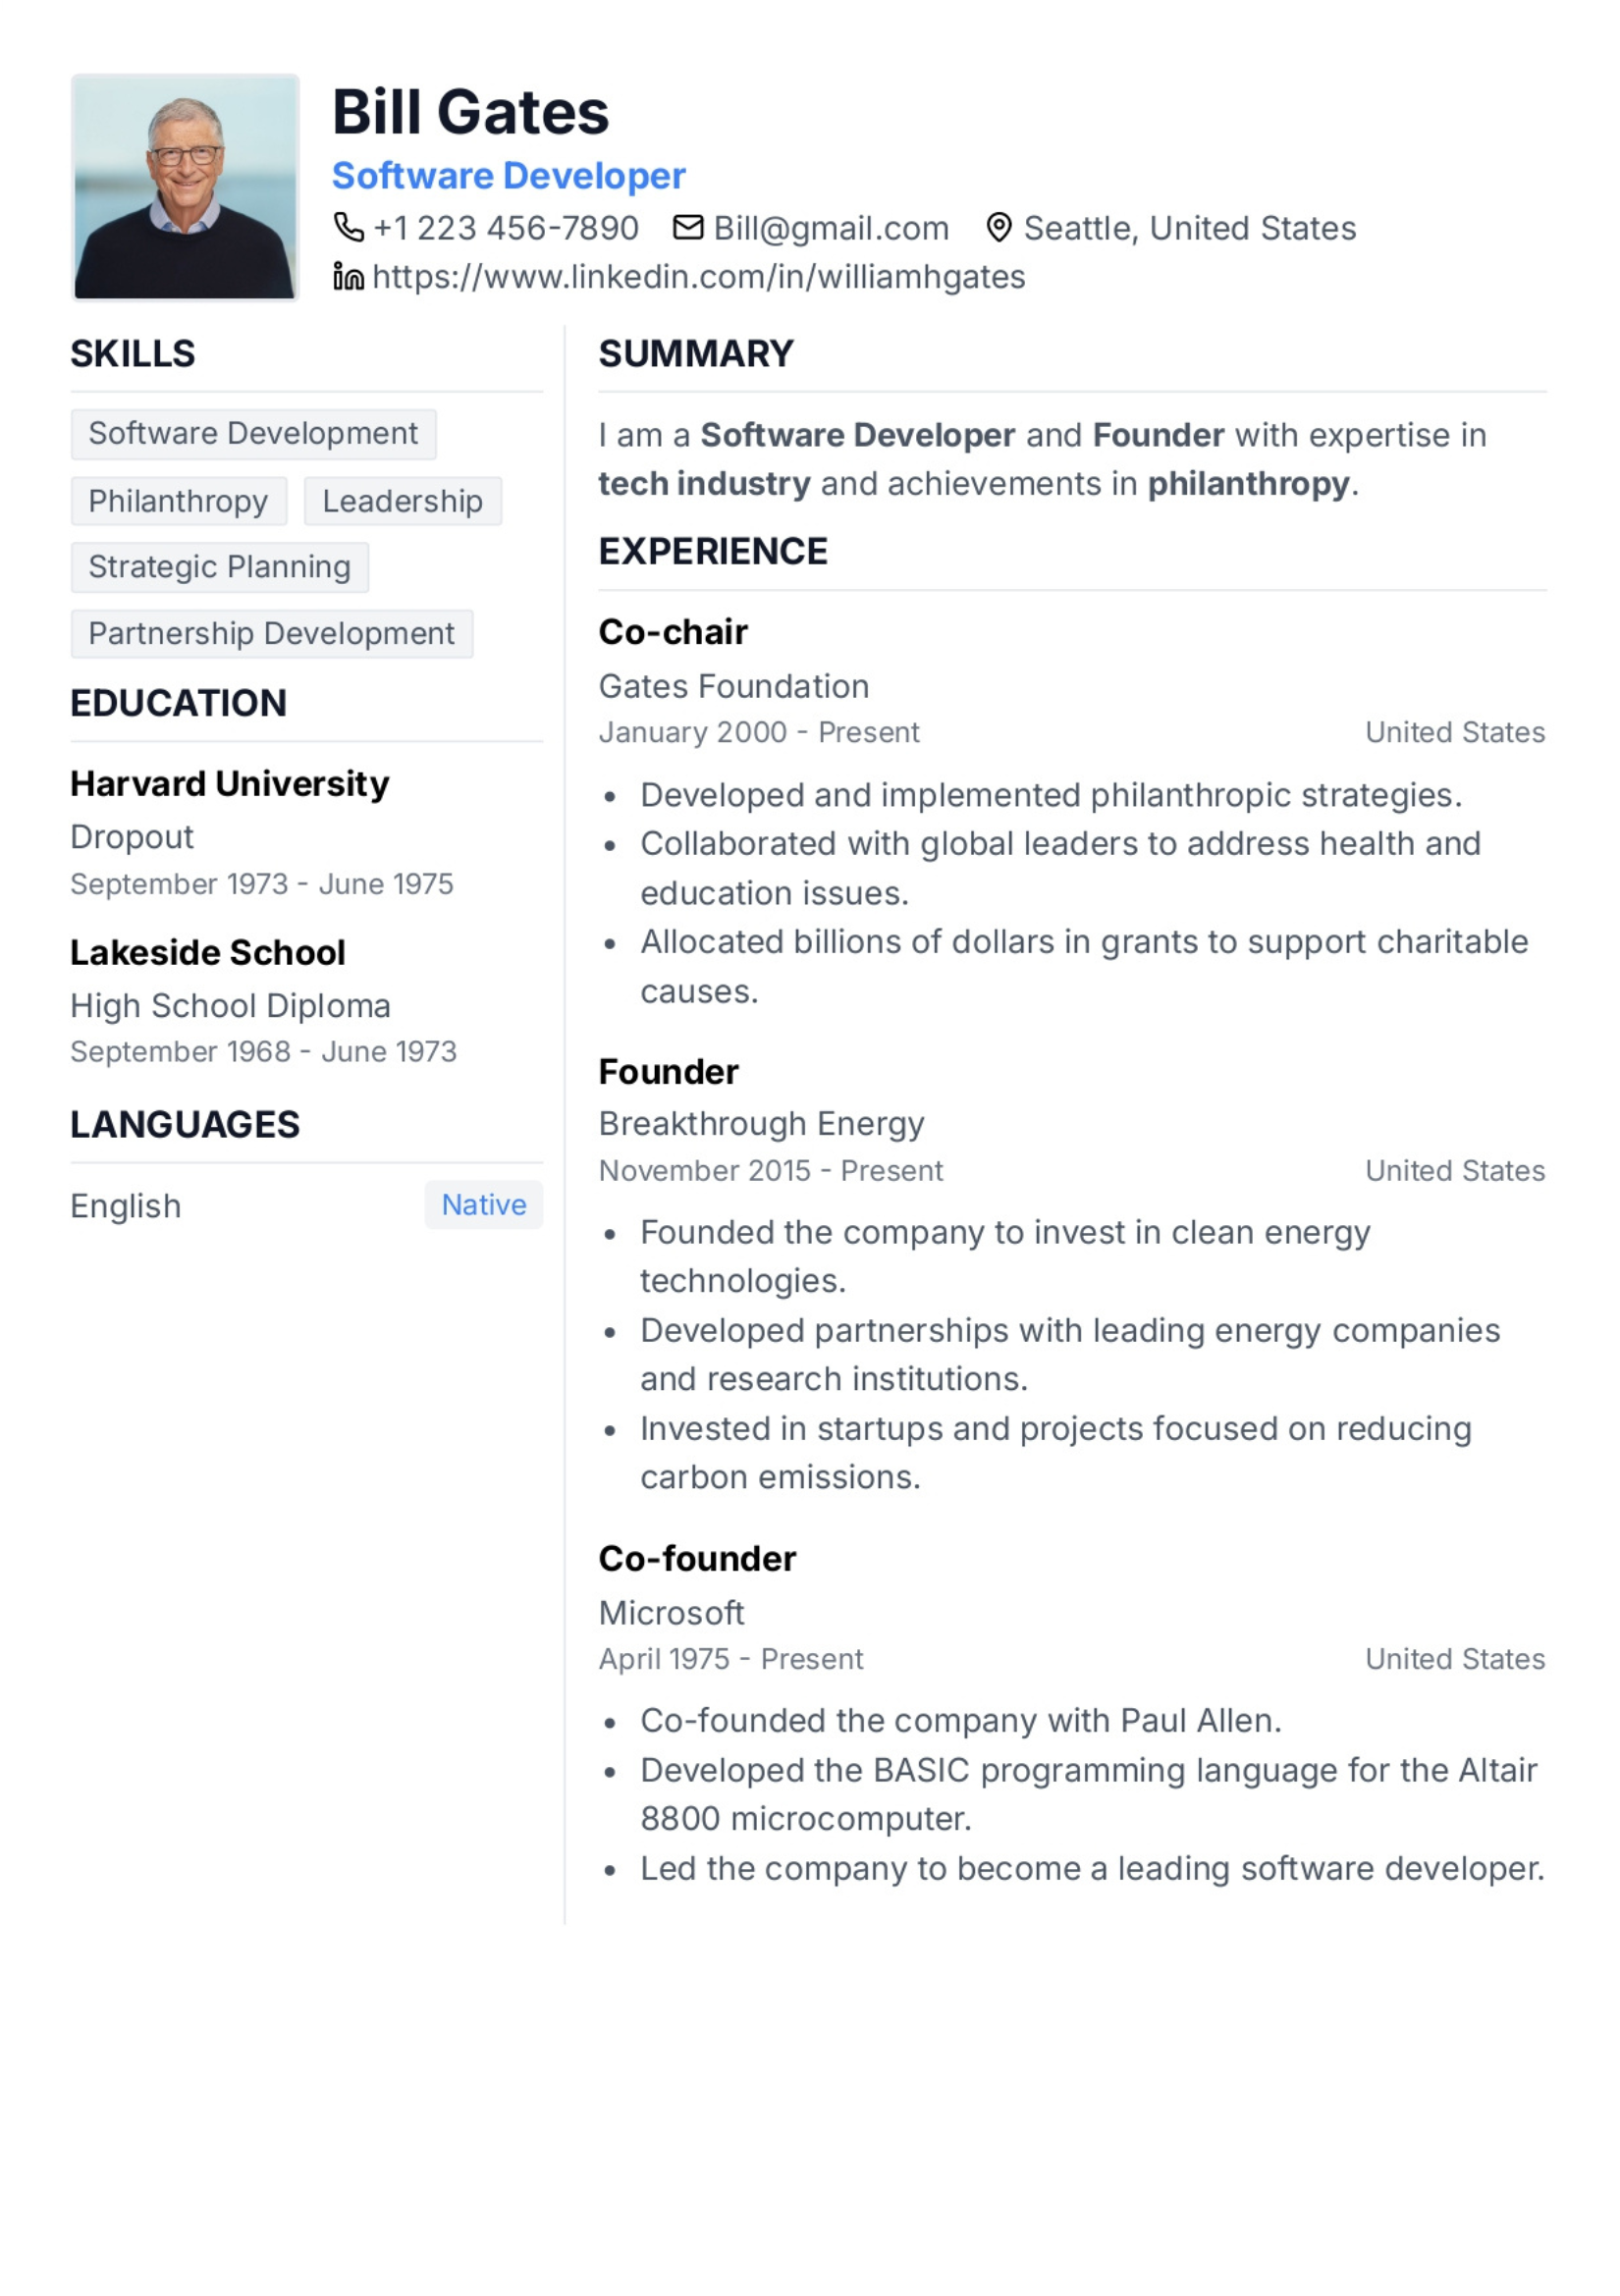 Bill Gates
Software Developer
+1 223 456-7890 Bill@gmail.com Seattle, United States
https://www.linkedin.com/in/williamhgates
SKILLS
Software Development
Philanthropy Leadership
Strategic Planning
Partnership Development
EDUCATION
Harvard University
Dropout
September 1973 - June 1975
Lakeside School
High School Diploma
September 1968 - June 1973
LANGUAGES
English Native
SUMMARY
I am a Software Developer and Founder with expertise in
tech industry and achievements in philanthropy.
EXPERIENCE
Co-chair
Gates Foundation
January 2000 - Present United States
• Developed and implemented philanthropic strategies.
• Collaborated with global leaders to address health and
education issues.
• Allocated billions of dollars in grants to support charitable
causes.
Founder
Breakthrough Energy
November 2015 - Present United States
• Founded the company to invest in clean energy
technologies.
• Developed partnerships with leading energy companies
and research institutions.
• Invested in startups and projects focused on reducing
carbon emissions.
Co-founder
Microsoft
April 1975 - Present United States
• Co-founded the company with Paul Allen.
• Developed the BASIC programming language for the Altair
8800 microcomputer.
• Led the company to become a leading software developer.